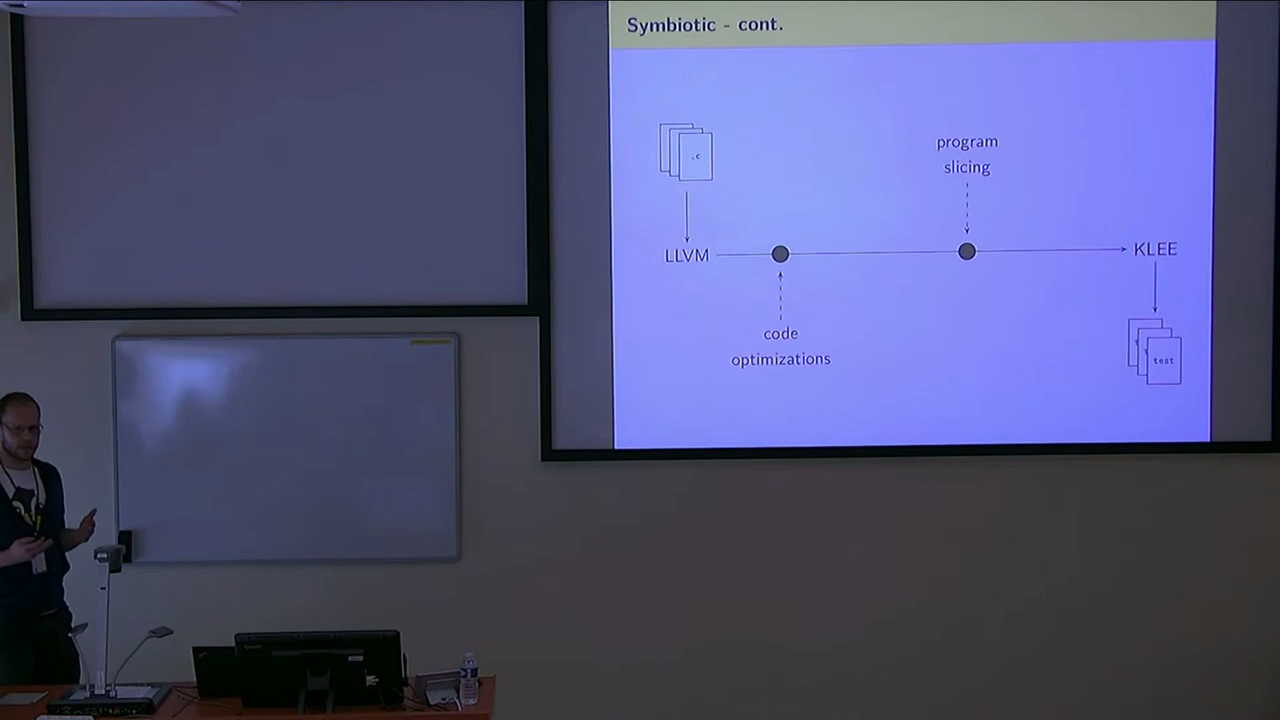 Symbiotic - cont.
.c
program
slicing
LLVM
KLEE
code
optimizations
test